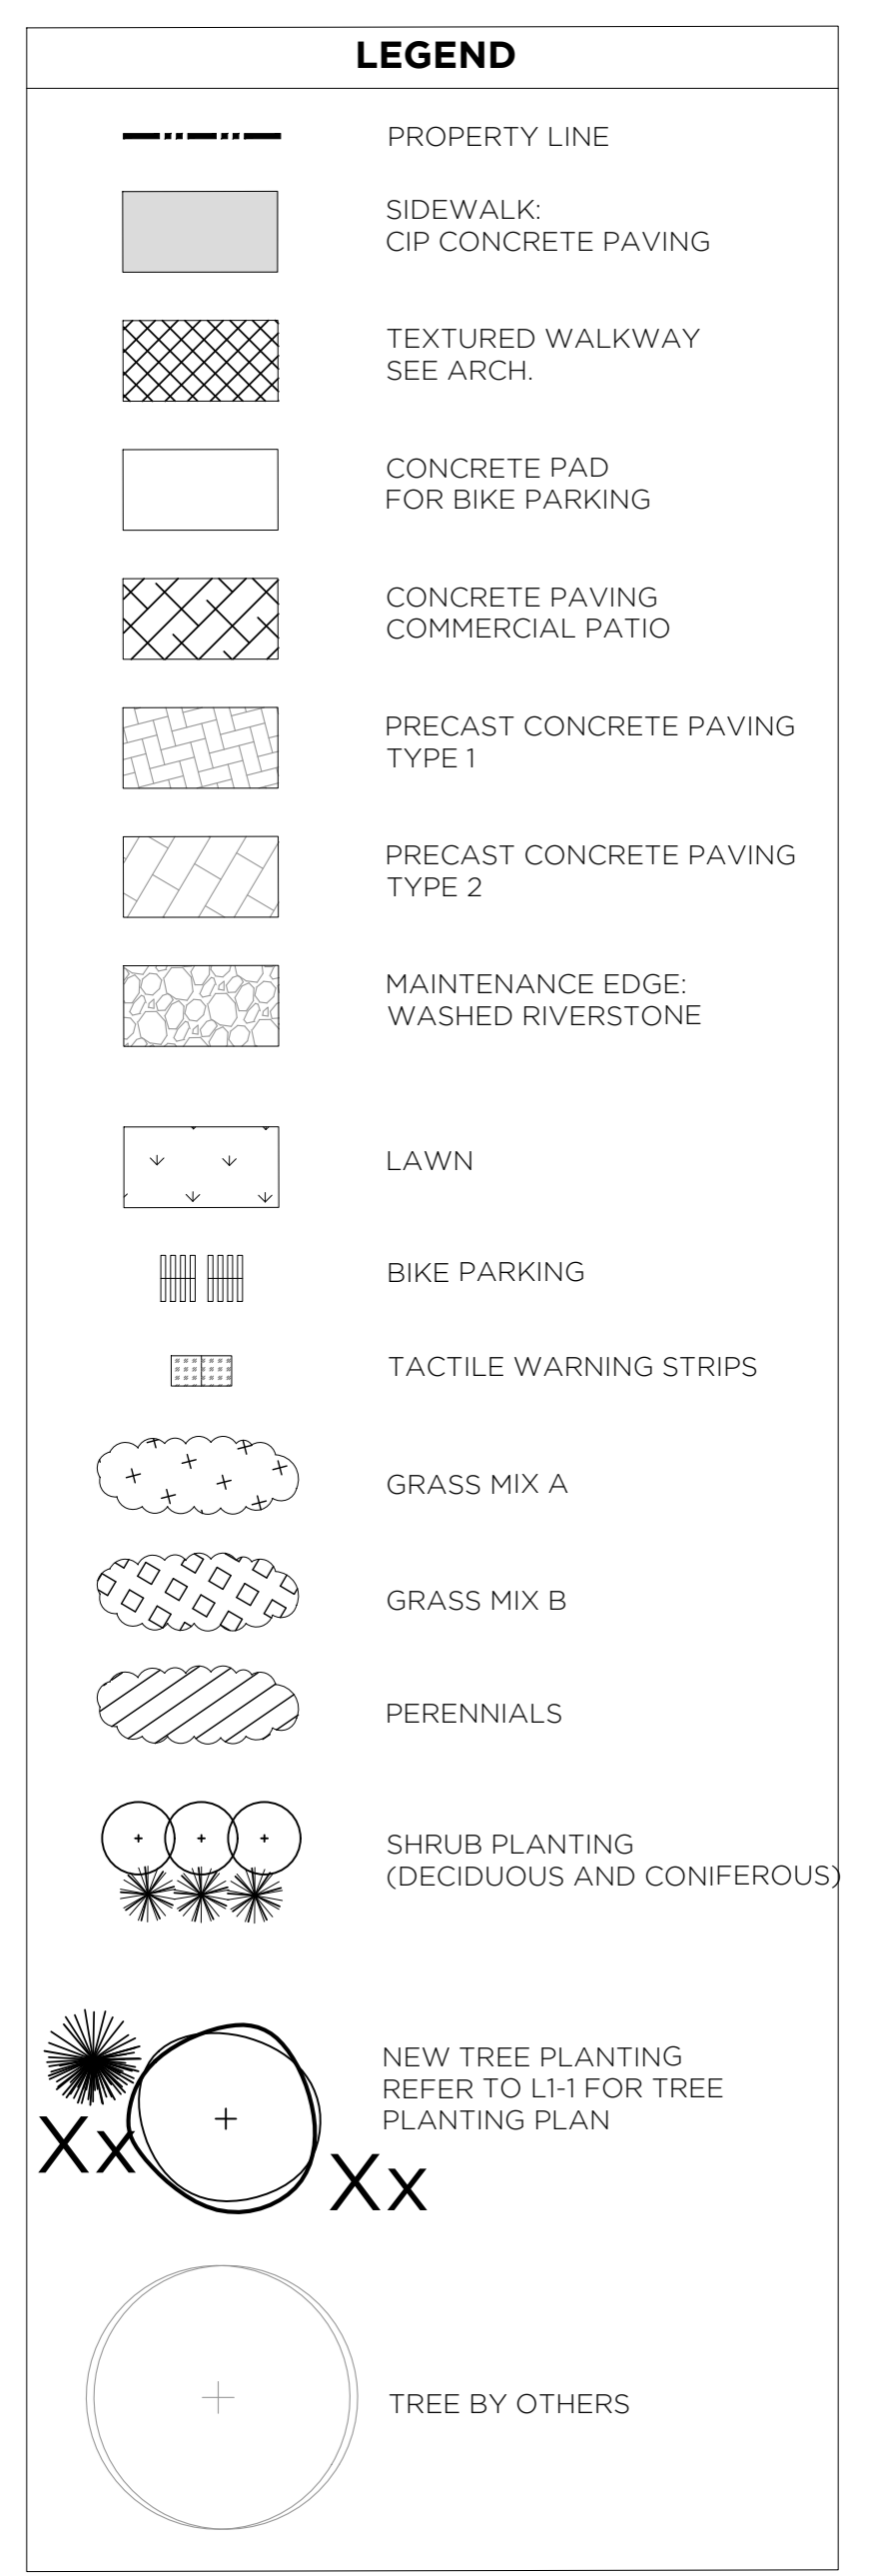 LEGEND
PROPERTY LINE
SIDEWALK:
CIP CONCRETE PAVING
TEXTURED WALKWAY
SEE ARCH.
CONCRETE PAD
FOR BIKE PARKING
CONCRETE PAVING
COMMERCIAL PATIO
PRECAST CONCRETE PAVING
TYPE 1
PRECAST CONCRETE PAVING
TYPE 2
MAINTENANCE EDGE:
WASHED RIVERSTONE
LAWN
BIKE PARKING
TACTILE WARNING STRIPS
GRASS MIX A
GRASS MIX B
PERENNIALS
SHRUB PLANTING
(DECIDUOUS AND CONIFEROUS)
NEW TREE PLANTING
REFER TO L1-1 FOR TREE
PLANTING PLAN
Xx
Xx
TREE BY OTHERS